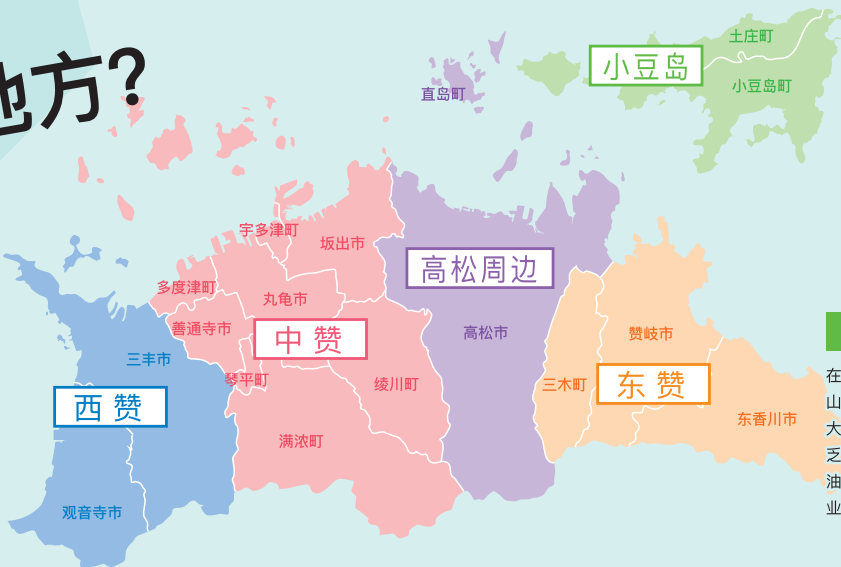 地方?
土庄町
小豆岛
小豆岛町
直岛町
宇多津町
坂出市
高松周边
多度津町
丸龟市
善通寺市
中赞
高松市
赞岐市
三丰市
琴平町
绫川町
三木町
东赞
西赞
东香川市
满浓町
观音寺市
在
山
大
乏
油
业